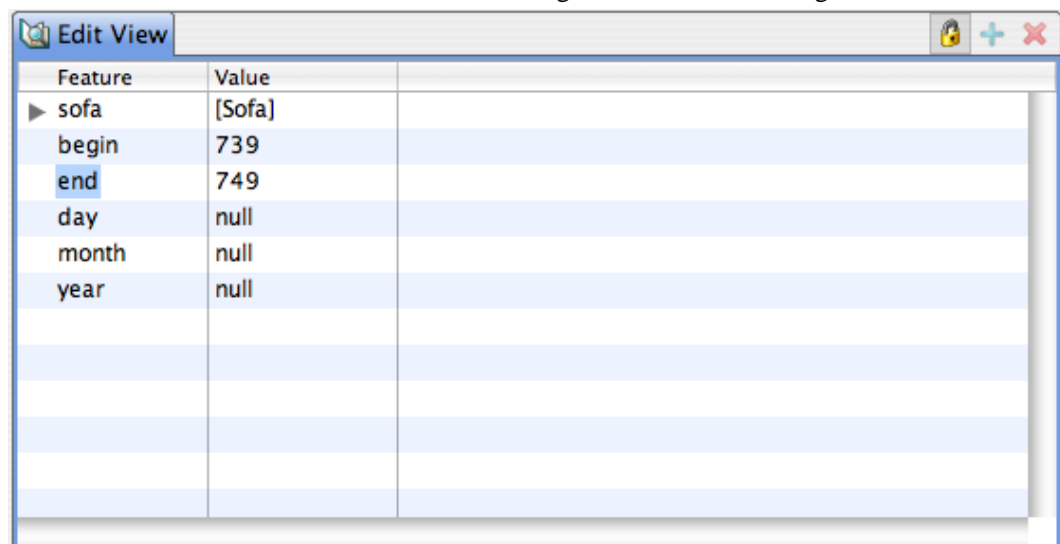 Edit View
Feature Value
sofa [Sofa]
begin 739
end 749
day null
month null
year null